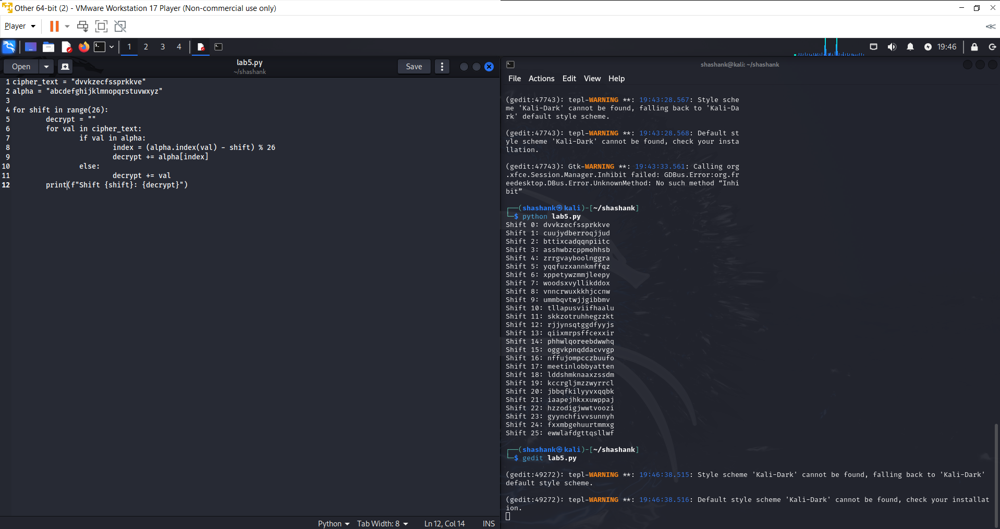 Other 64-bit (2) - VMware Workstation 17 Player (Non-commercial use only)
Player
1 2 3 4
19:46
Open
lab5.py
~/shashank
Save
1 cipher_text = "dvvkzecfssprkkve"
2 alpha = "abcdefghijklmnopqrstuvwxyz"
3
4 for shift in range(26):
5         decrypt = ""
6         for val in cipher_text:
7                 if val in alpha:
8                         index = (alpha.index(val) - shift) % 26
9                         decrypt += alpha[index]
10                 else:
11                         decrypt += val
12         print(f"Shift {shift}: {decrypt}")
Python
Tab Width: 8
Ln 12, Col 14
INS
shashank@kali: ~/shashank
File Actions Edit View Help
(gedit:47743): tepl-WARNING **: 19:43:28.567: Style sche
me 'Kali-Dark' cannot be found, falling back to 'Kali-Da
rk' default style scheme.
(gedit:47743): tepl-WARNING **: 19:43:28.568: Default st
yle scheme 'Kali-Dark' cannot be found, check your insta
llation.
(gedit:47743): Gtk-WARNING **: 19:43:33.561: Calling org
.xfce.Session.Manager.Inhibit failed: GDBus.Error:org.fr
eedesktop.DBus.Error.UnknownMethod: No such method “Inhi
bit”
┌──(shashank㉿kali)-[~/shashank]
└─$ python lab5.py
Shift 0: dvvkzecfssprkkve
Shift 1: cuujydberroqjjud
Shift 2: bttixcadqqnpiitc
Shift 3: asshwbzcppmohhsb
Shift 4: zrrgvayboolnggra
Shift 5: yqqfuzxannkmffqz
Shift 6: xppetywzmmjleepy
Shift 7: woodsxvyllikddox
Shift 8: vnncrwuxkkhjccnw
Shift 9: ummbqvtwjjgibbmv
Shift 10: tllapusviifhaalu
Shift 11: skkzotruhhegzzkt
Shift 12: rjjynsqtggdfyyjs
Shift 13: qiixmrpsffcexxir
Shift 14: phhwlqoreebdwwhq
Shift 15: oggvkpnqddacvvgp
Shift 16: nffujompcczbuufo
Shift 17: meetinlobbyatten
Shift 18: lddshmknaaxzssdm
Shift 19: kccrgljmzzwyrrcl
Shift 20: jbbqfkilyyvxqqbk
Shift 21: iaapejhkxxuwppaj
Shift 22: hzzodigjwwtvoozi
Shift 23: gyynchfivvsunnyh
Shift 24: fxxmbgehuurtmmxg
Shift 25: ewwlafdgttqsllwf
┌──(shashank㉿kali)-[~/shashank]
└─$ gedit lab5.py
(gedit:49272): tepl-WARNING **: 19:46:38.515: Style scheme 'Kali-Dark' cannot be found, falling back to 'Kali-Dark'
default style scheme.
(gedit:49272): tepl-WARNING **: 19:46:38.516: Default style scheme 'Kali-Dark' cannot be found, check your installat
ion.